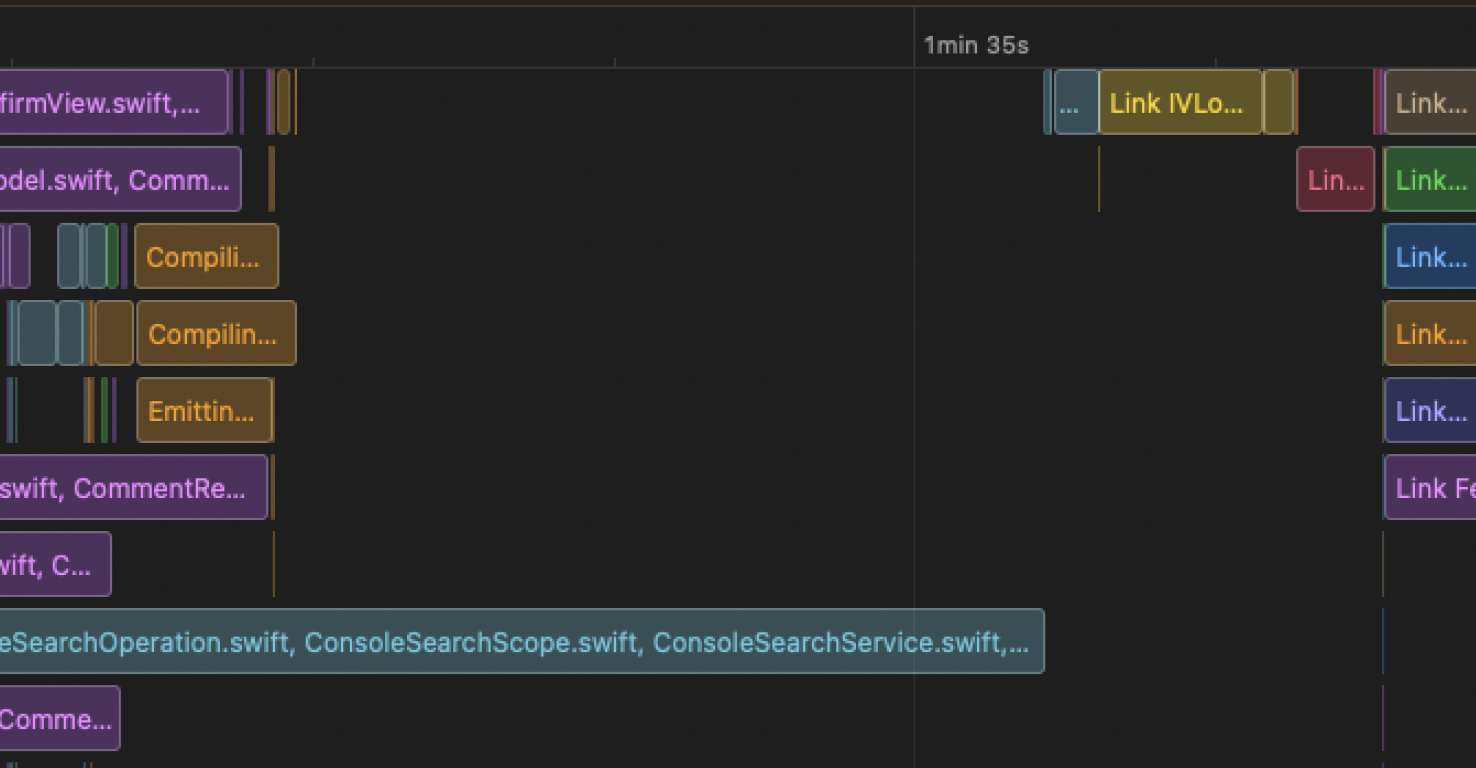 1min 35s
firmView.swift,...
...
Link IVLo...
Link...
odel.swift, Comm...
Lin...
Link...
Compili...
Link...
Compilin...
Link...
Emittin...
Link...
swift, CommentRe...
Link Fe
wift, C...
eSearchOperation.swift, ConsoleSearchScope.swift, ConsoleSearchService.swift,...
Comme...